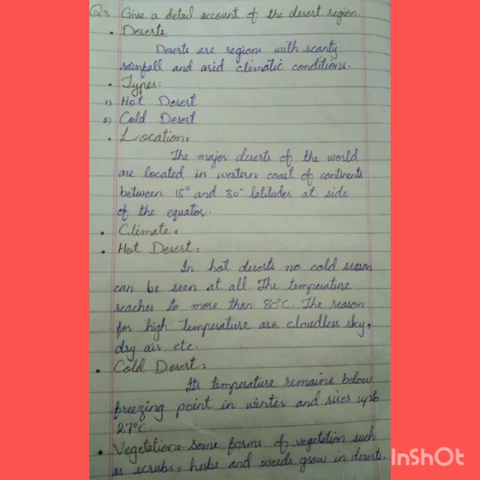 Q3. Give a detail account of the desert region.
• Deserts:
Deserts are regions with scanty
rainfall and arid climatic conditions.
• Types:
1) Hot Desert
2) Cold Desert
• Location:
The major deserts of the world
are located in western coast of continents
between 15° and 30° latitudes at side
of the equator.
• Climate:
• Hot Desert:
In hot deserts no cold season
can be seen at all The temperature
reaches to more than 80°C. The reason
for high Temperature are cloudless sky,
dry air etc.
• Cold Desert:
Its temperature remains below
freezing point in winter and rises upto
27°C
• Vegetation: Some forms of vegetation such
as scrubs, herbs and weeds grow in deserts.
InShOt